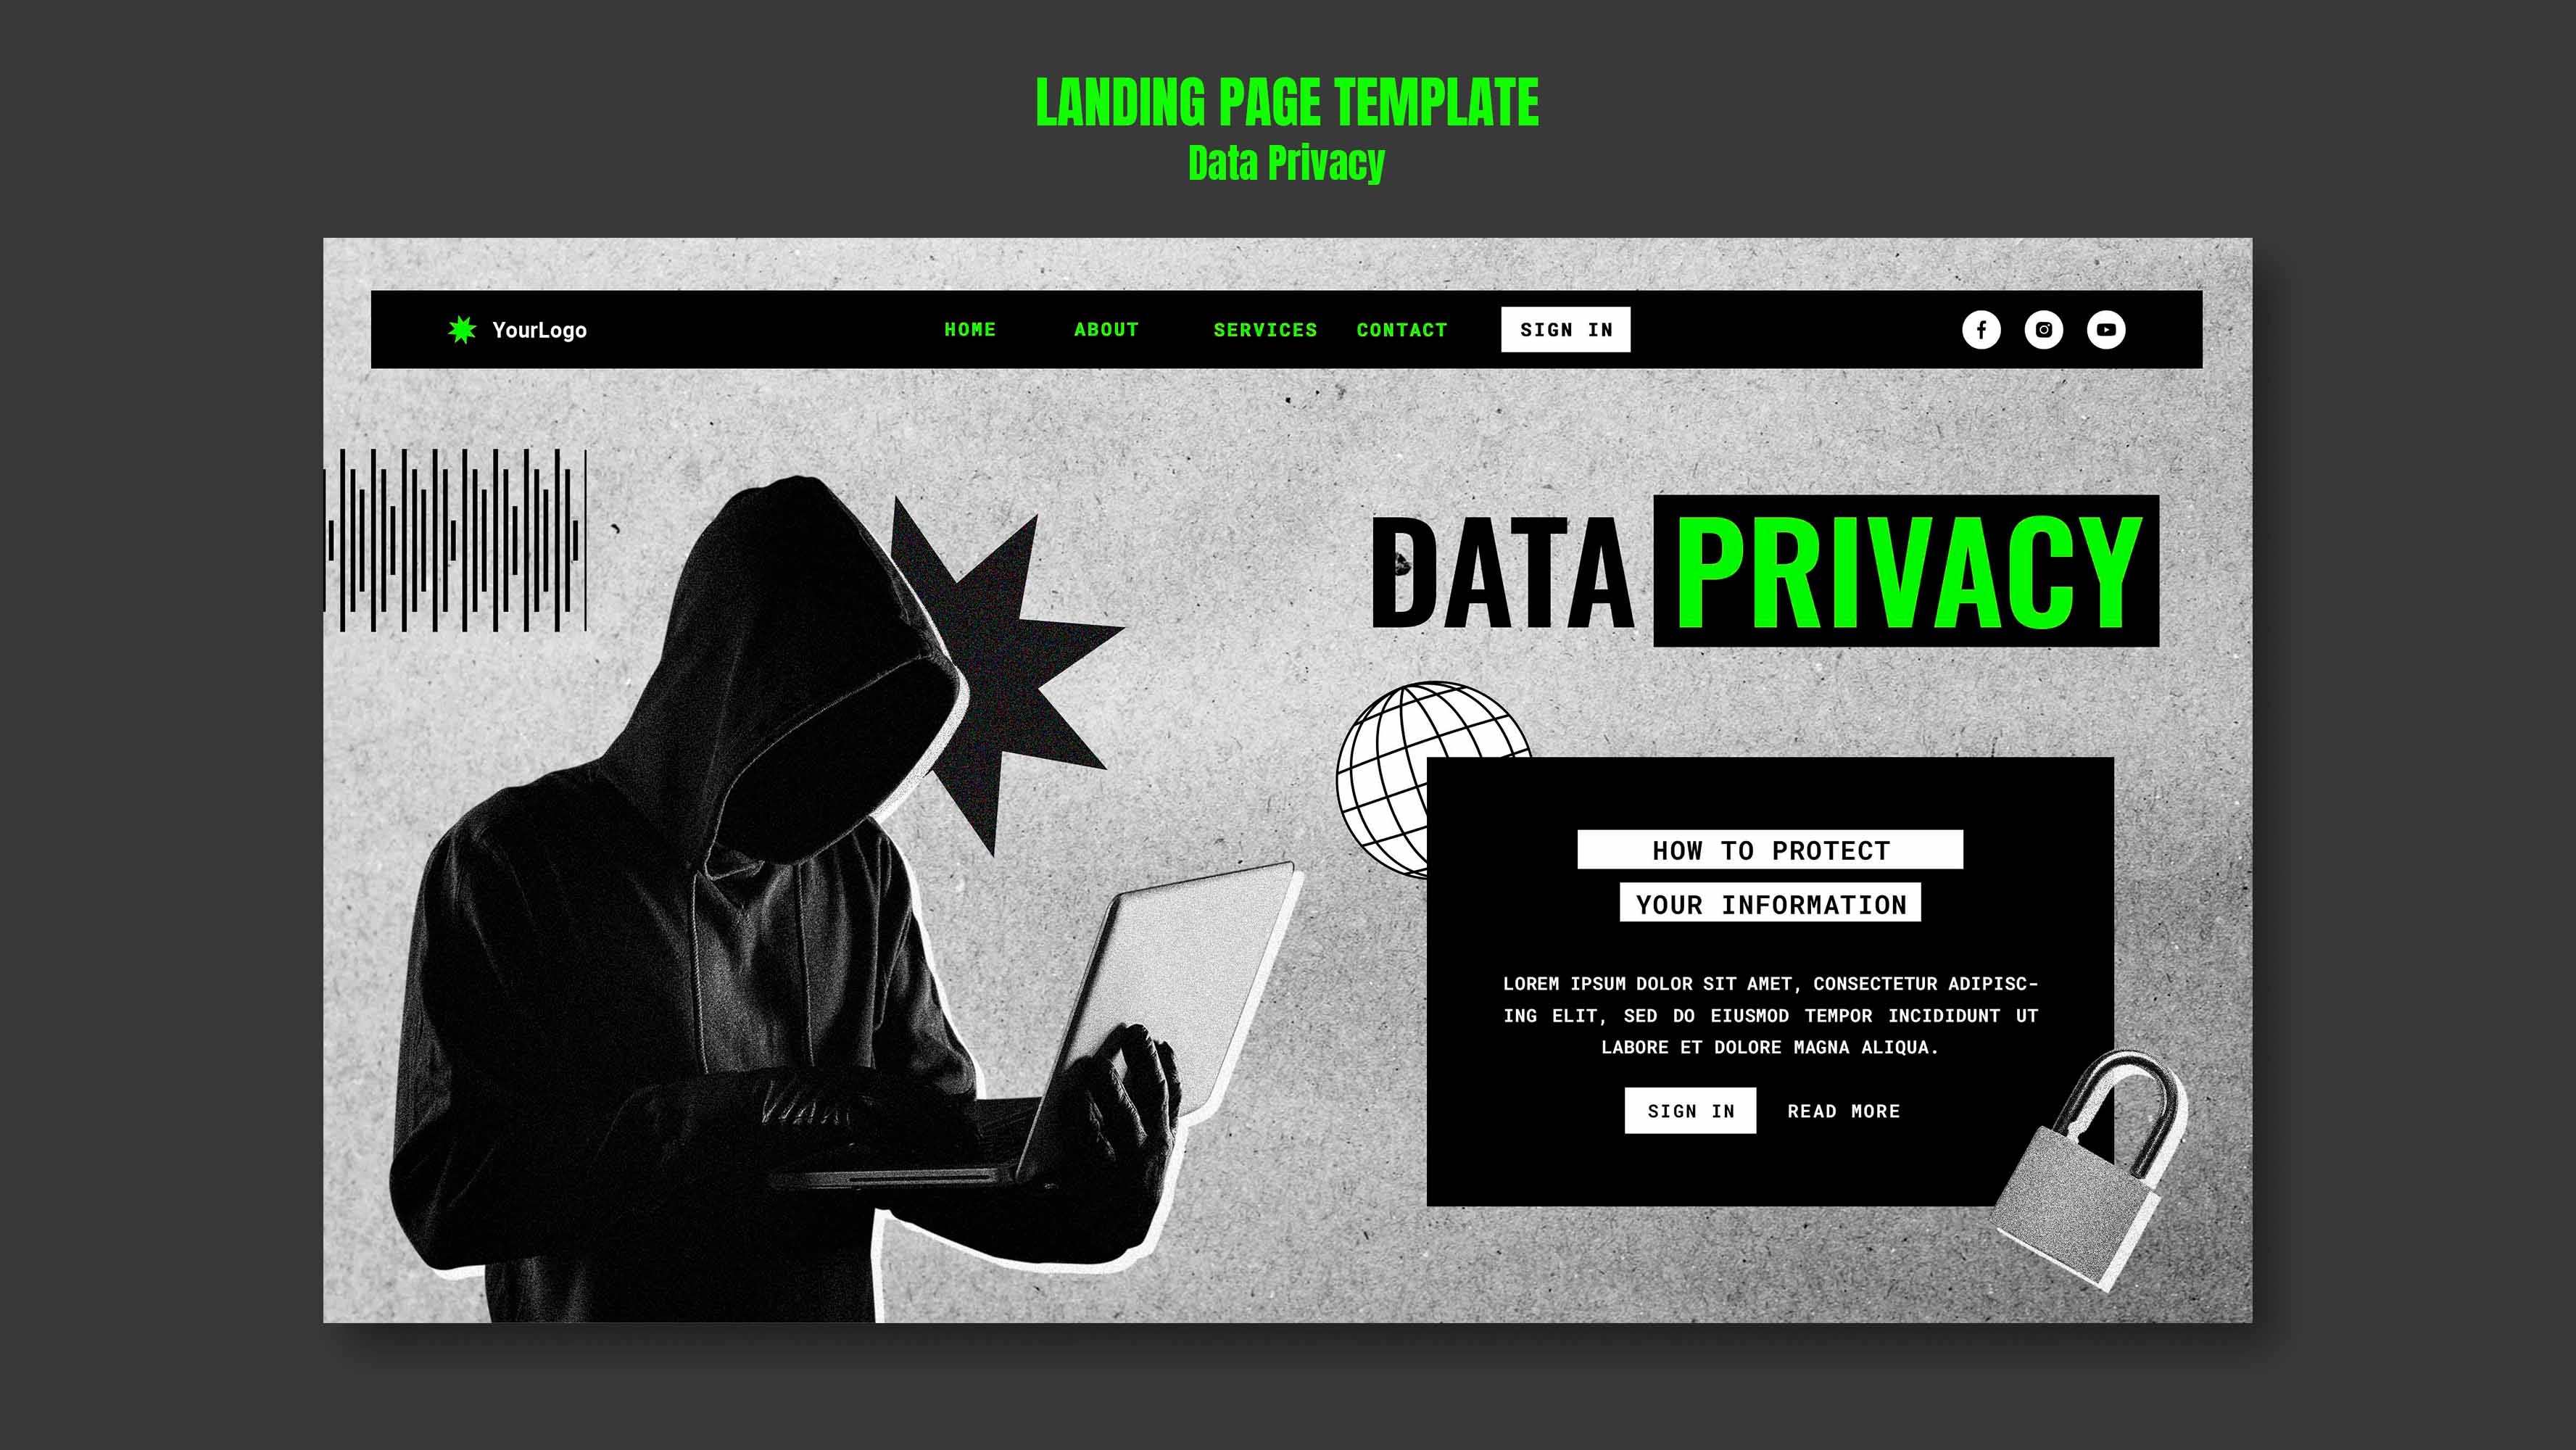 LANDING PAGE TEMPLATE
Data Privacy
YourLogo
HOME
ABOUT
SERVICES
CONTACT
SIGN IN
DATA PRIVACY
HOW TO PROTECT
YOUR INFORMATION
LOREM IPSUM DOLOR SIT AMET, CONSECTETUR ADIPISC-
ING ELIT, SED DO EIUSMOD TEMPOR INCIDIDUNT UT
LABORE ET DOLORE MAGNA ALIQUA.
SIGN IN
READ MORE